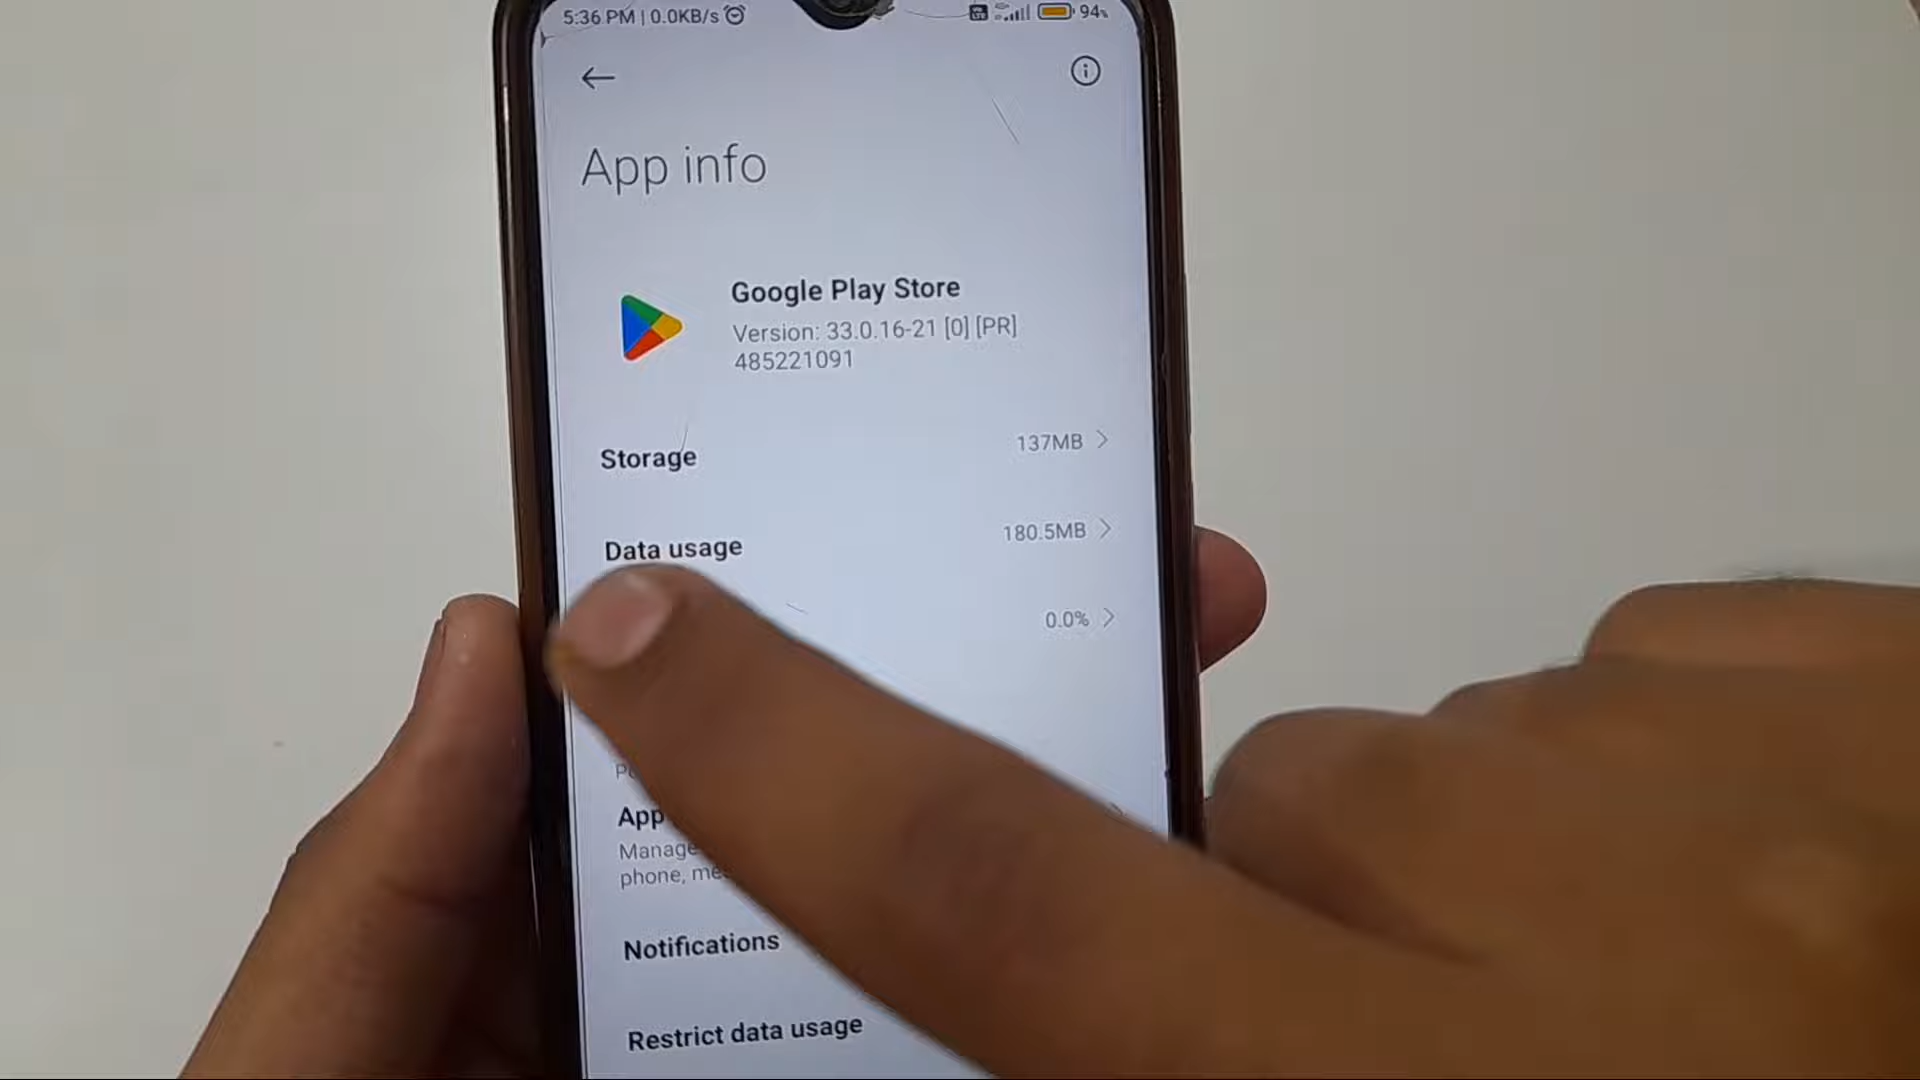 5:36 PM | 0.0KB/s
94%
App info
Google Play Store
Version: 33.0.16-21 [0] [PR]
485221091
Storage 137MB
Data usage 180.5MB
0.0%
App
Manage
phone,
Notifications
Restrict data usage